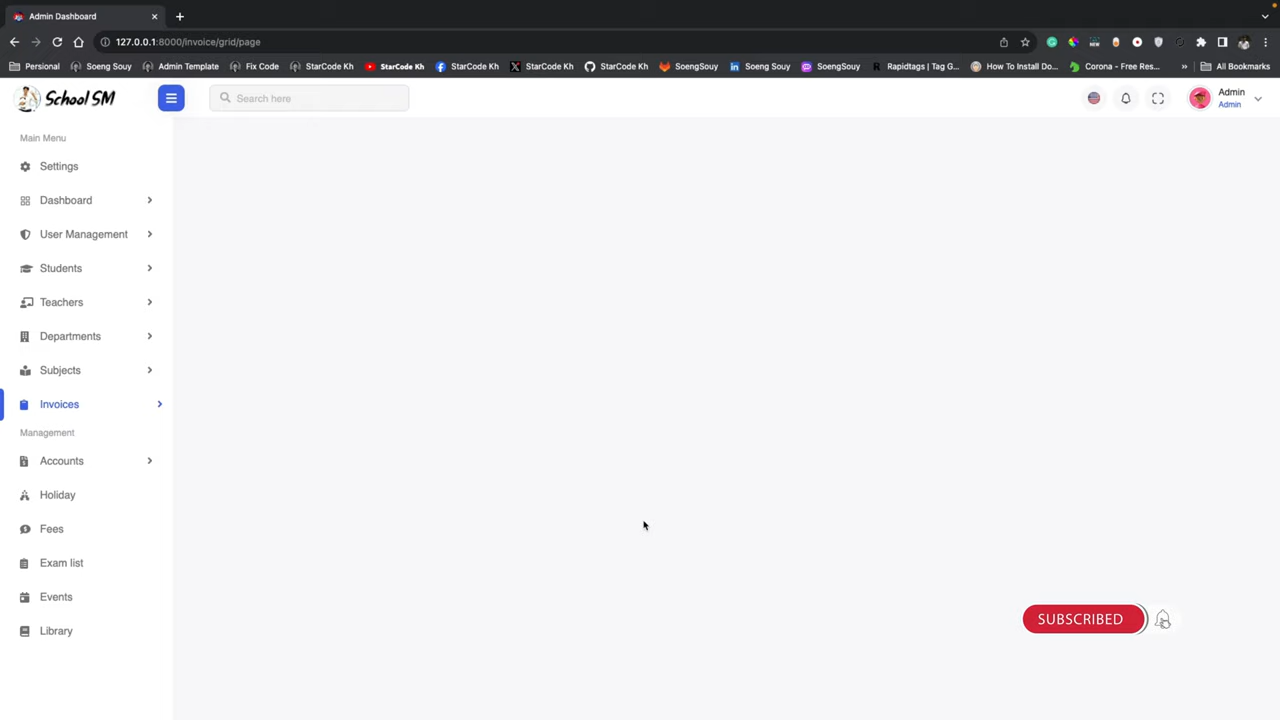 Admin Dashboard
127.0.0.1:8000/invoice/grid/page
Personal Soeng Souy Admin Template Fix Code StarCode Kh StarCode Kh StarCode Kh StarCode Kh StarCode Kh SoengSouy Soeng Souy SoengSouy Rapidtags | Tag G... How To Install Do... Corona - Free Res... » All Bookmarks
School SM
Search here
Admin
Admin
Main Menu
Settings
Dashboard
User Management
Students
Teachers
Departments
Subjects
Invoices
Management
Accounts
Holiday
Fees
Exam list
Events
Library
SUBSCRIBED